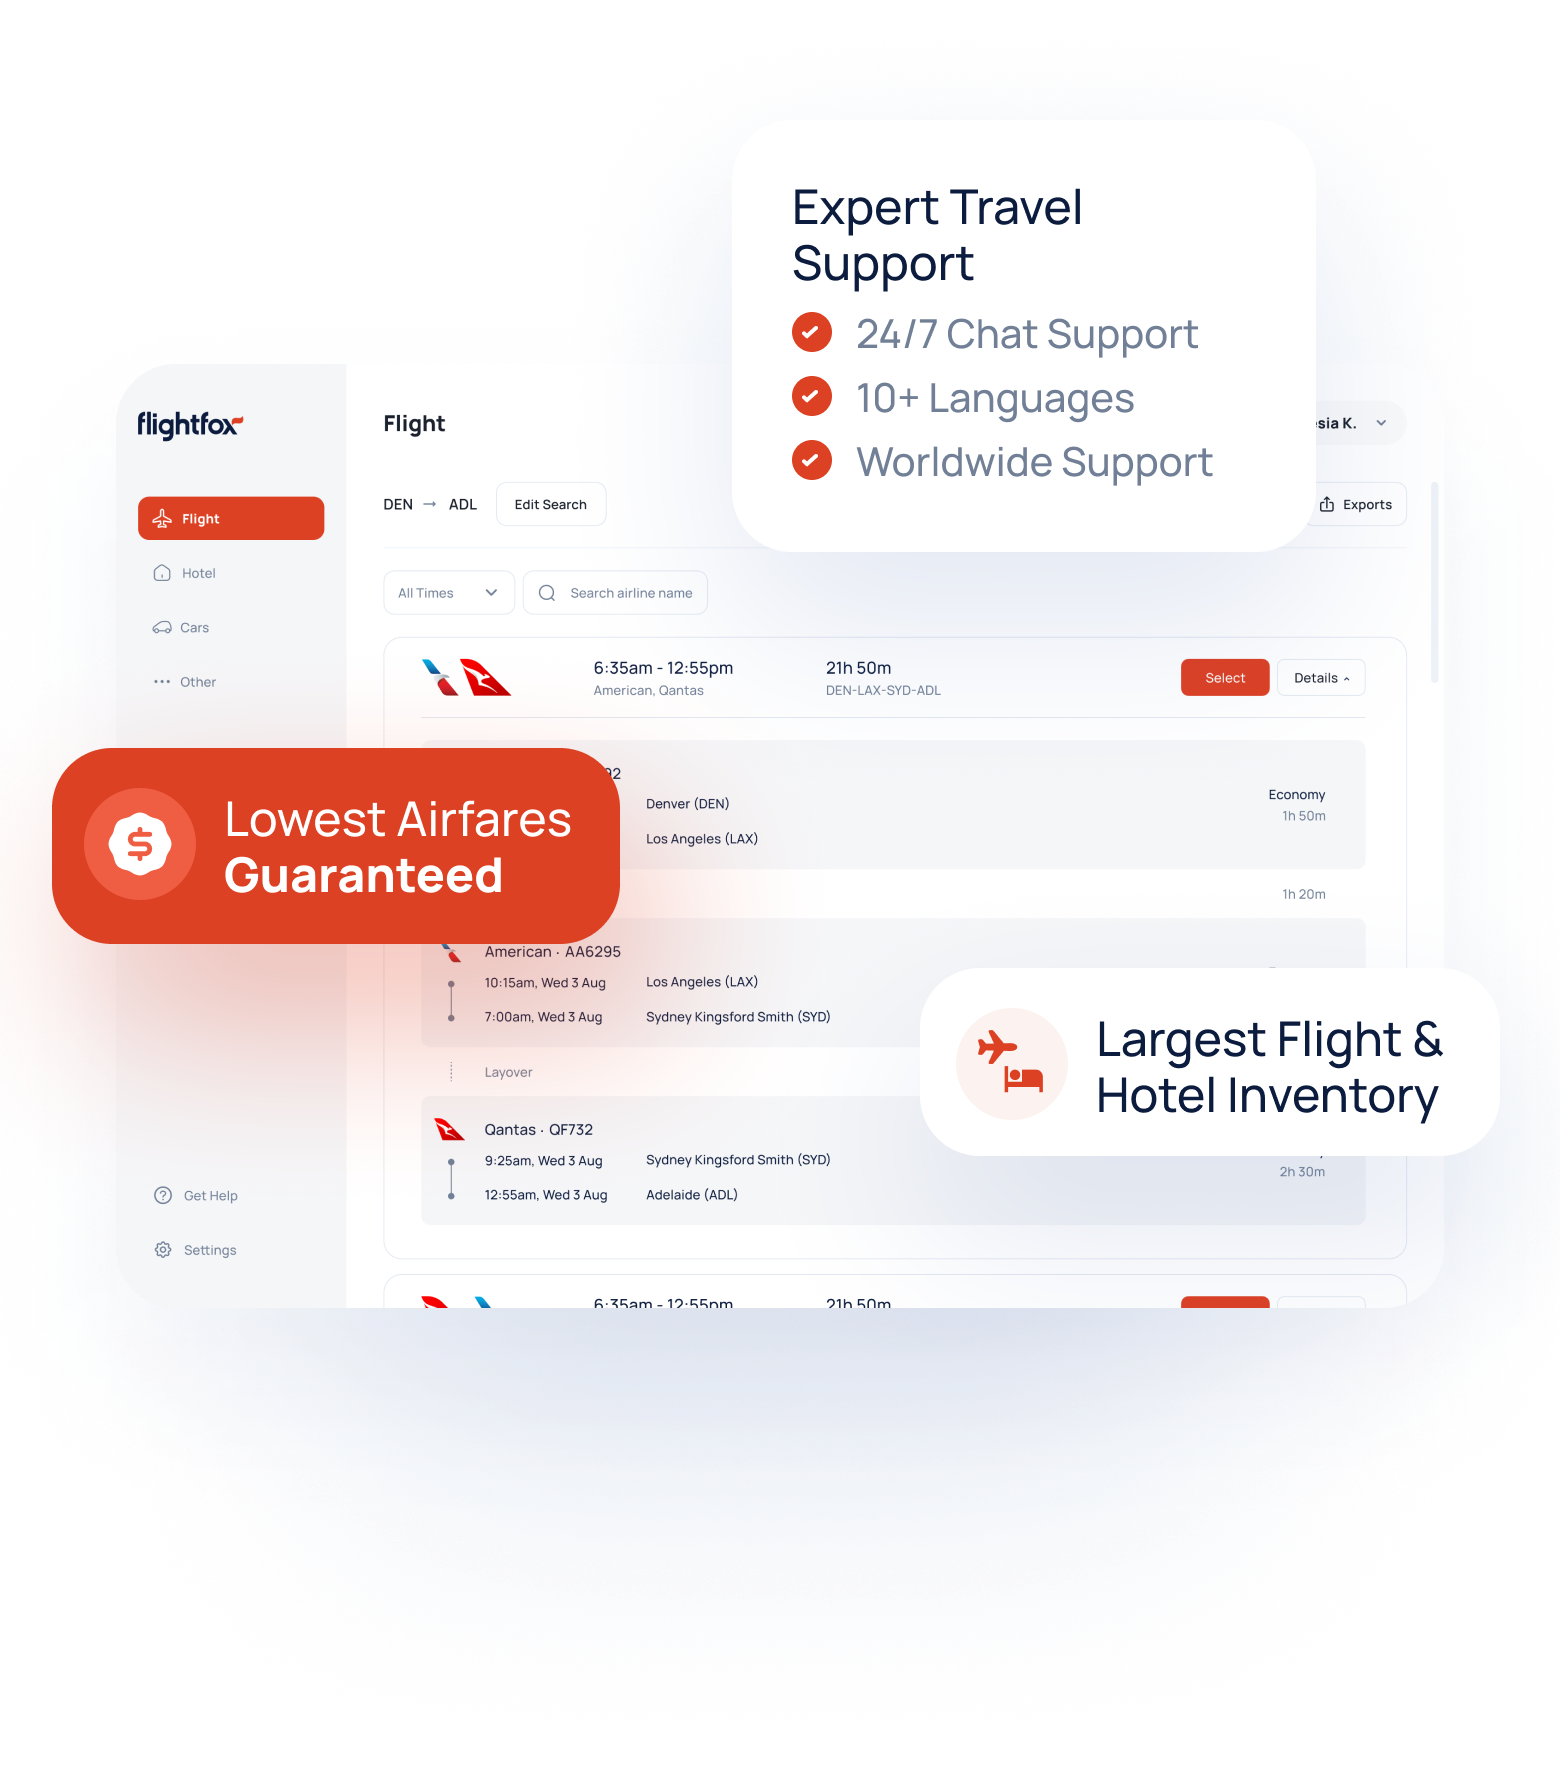 Expert Travel
Support
24/7 Chat Support
10+ Languages
Worldwide Support
flightfox
Flight
Hotel
Cars
Other
Get Help
Settings
Flight
K.
DEN → ADL
Edit Search
Exports
All Times
Search airline name
6:35am - 12:55pm
American, Qantas
21h 50m
DEN-LAX-SYD-ADL
Select
Details
Lowest Airfares
Guaranteed
Denver (DEN)
Los Angeles (LAX)
Economy
1h 50m
1h 20m
American · AA6295
10:15am, Wed 3 Aug
Los Angeles (LAX)
7:00am, Wed 3 Aug
Sydney Kingsford Smith (SYD)
Layover
Largest Flight &
Hotel Inventory
Qantas · QF732
9:25am, Wed 3 Aug
Sydney Kingsford Smith (SYD)
12:55am, Wed 3 Aug
Adelaide (ADL)
2h 30m
6:35am - 12:55pm
21h 50m